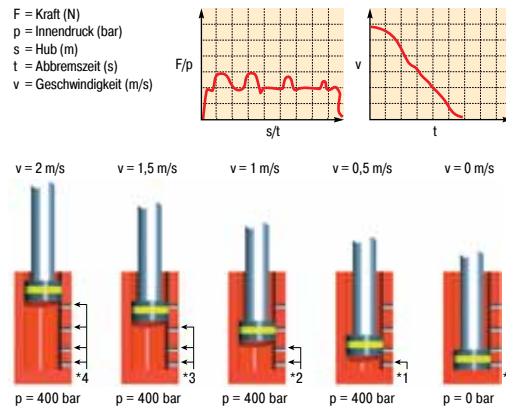 F = Kraft (N)
p = Innendruck (bar)
s = Hub (m)
t = Abbremszeit (s)
v = Geschwindigkeit (m/s)
F/p
s/t
v
t
v = 2 m/s
v = 1,5 m/s
v = 1 m/s
v = 0,5 m/s
v = 0 m/s
*4
*3
*2
*1
*
p = 400 bar
p = 400 bar
p = 400 bar
p = 400 bar
p = 0 bar